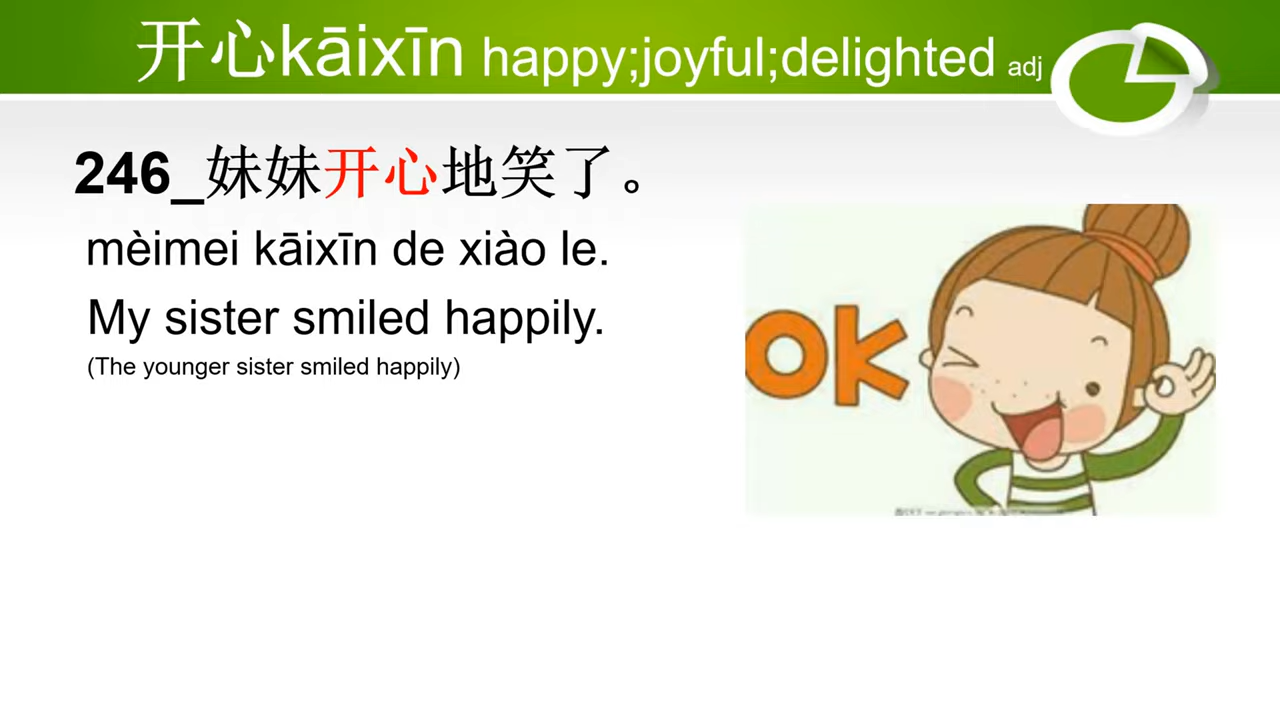 开心kāixīn happy;joyful;delighted adj
246_妹妹开心地笑了。
mèimei kāixīn de xiào le.
My sister smiled happily.
(The younger sister smiled happily)
ok